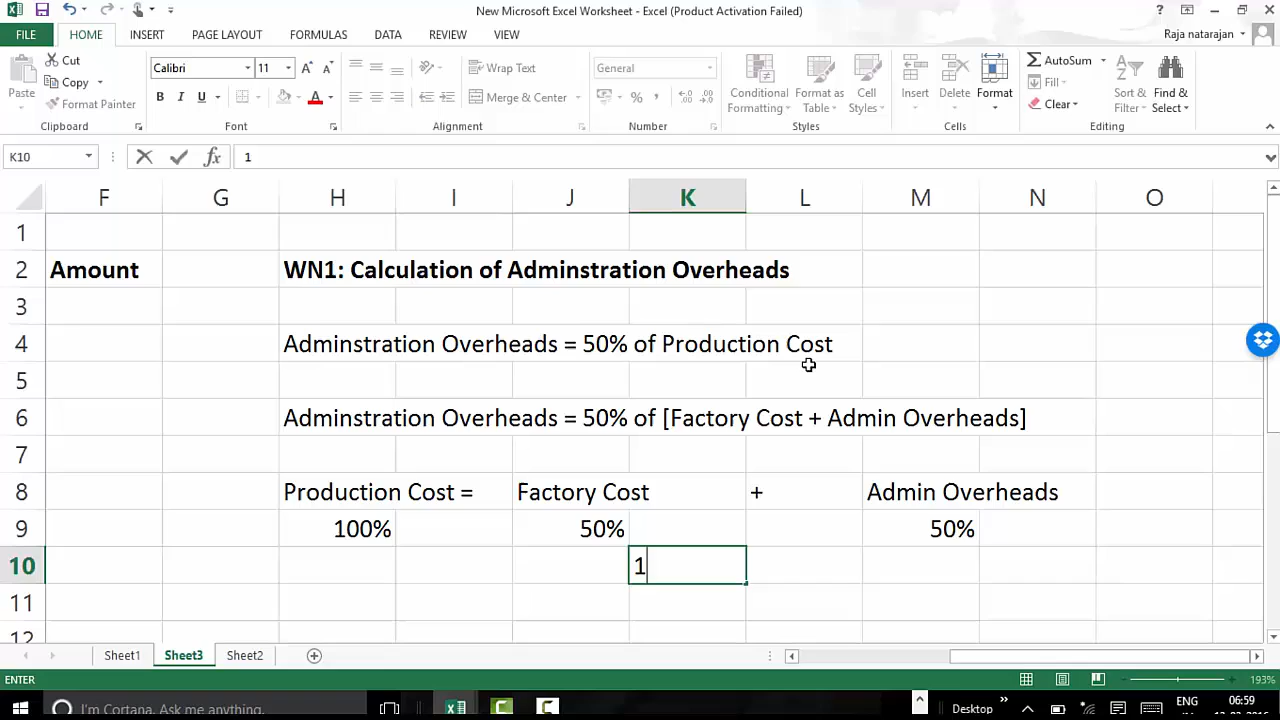 New Microsoft Excel Worksheet - Excel (Product Activation Failed)
FILE HOME INSERT PAGE LAYOUT FORMULAS DATA REVIEW VIEW Raja natarajan
Cut
Copy
Format Painter
Paste
Clipboard
Calibri 11
B I U
Font
Wrap Text
Merge & Center
Alignment
General
%
Number
Conditional Formatting
Format as Table
Cell Styles
Styles
Insert Delete Format
Cells
AutoSum
Fill
Clear
Sort & Filter
Find & Select
Editing
K10 fx 1
F G H I J K L M N O
1
2 Amount WN1: Calculation of Adminstration Overheads
3
4 Adminstration Overheads = 50% of Production Cost
5
6 Adminstration Overheads = 50% of [Factory Cost + Admin Overheads]
7
8 Production Cost = Factory Cost + Admin Overheads
9 100% 50% 50%
10 1
11
12
Sheet1 Sheet3 Sheet2
ENTER 193%
I'm Cortana. Ask me anything. Desktop ENG 06:59